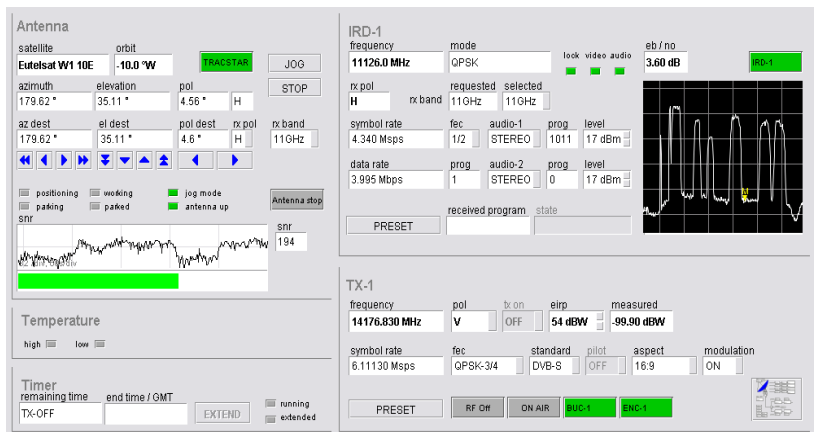 Antenna
satellite orbit
Eutelsat W1 10E -10.0 °W TRACSTAR JOG
azimuth elevation pol STOP
179.62 ° 35.11 ° 4.56 ° H
az dest el dest pol dest rx pol rx band
179.62 ° 35.11 ° 4.6 ° H 11GHz
positioning working jog mode
parking parked antenna up Antenna stop
snr snr
194
Temperature
high low
Timer
remaining time end time / GMT running
TX-OFF EXTEND extended
IRD-1
frequency mode lock video audio eb / no
11126.0 MHz QPSK 3.60 dB IRD-1
rx pol requested selected
H rx band 11GHz 11GHz
symbol rate fec audio-1 prog level
4.340 Msps 1/2 STEREO 1011 17 dBm
data rate prog audio-2 prog level
3.995 Mbps 1 STEREO 0 17 dBm
received program state
PRESET
M
TX-1
frequency pol tx on eirp measured
14176.830 MHz V OFF 54 dBW -99.90 dBW
symbol rate fec standard pilot aspect modulation
6.11130 Msps QPSK-3/4 DVB-S OFF 16:9 ON
PRESET RF Off ON AIR BUC-1 ENC-1